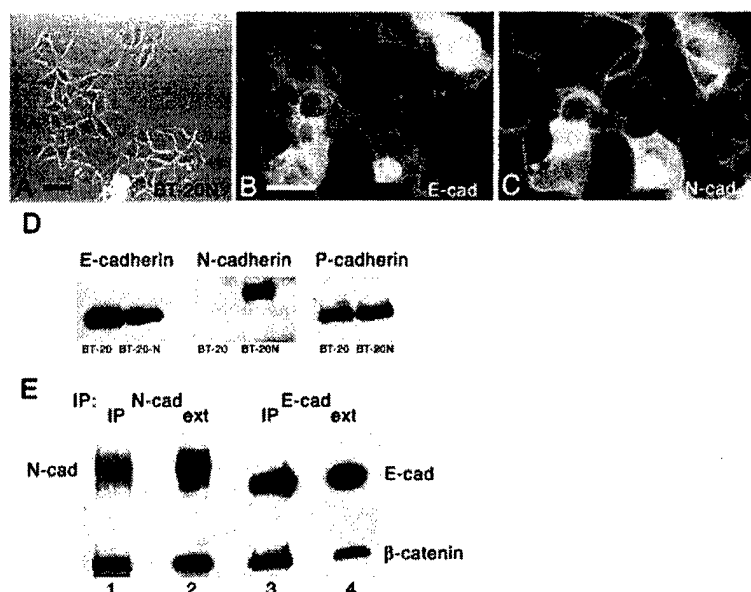 A BT-20N
B E-cad
C N-cad
D
E-cadherin N-cadherin P-cadherin
BT-20 BT-20-N BT-20 BT-20N BT-20 BT-20N
E
IP: N-cad E-cad
IP ext IP ext
N-cad E-cad
β-catenin
1 2 3 4